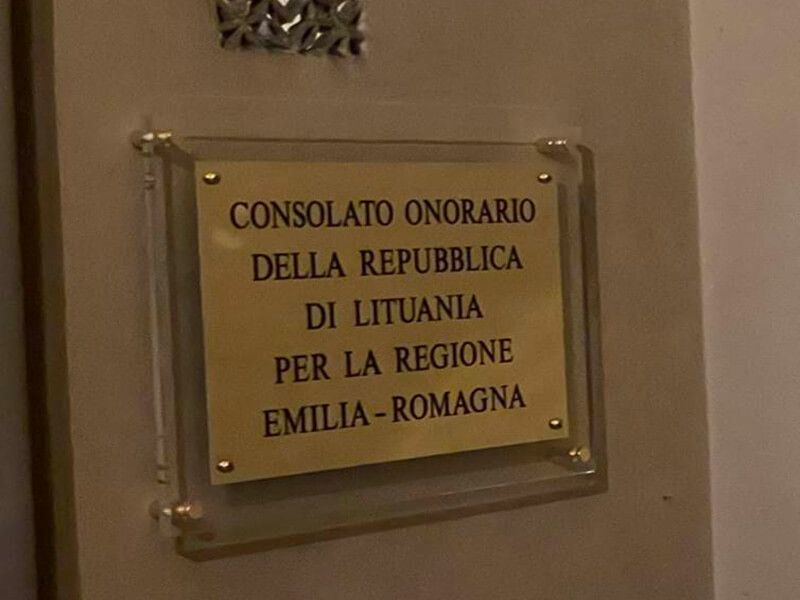 CONSOLATO ONORARIO
DELLA REPUBBLICA
DI LITUANIA
PER LA REGIONE
EMILIA-ROMAGNA